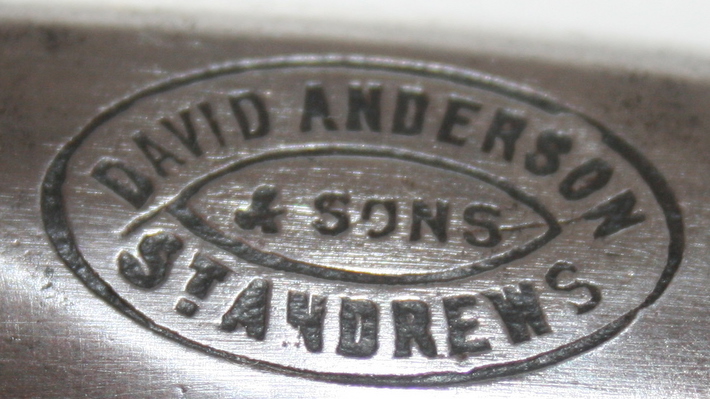 DAVID ANDERSON
& SONS
ST. ANDREWS